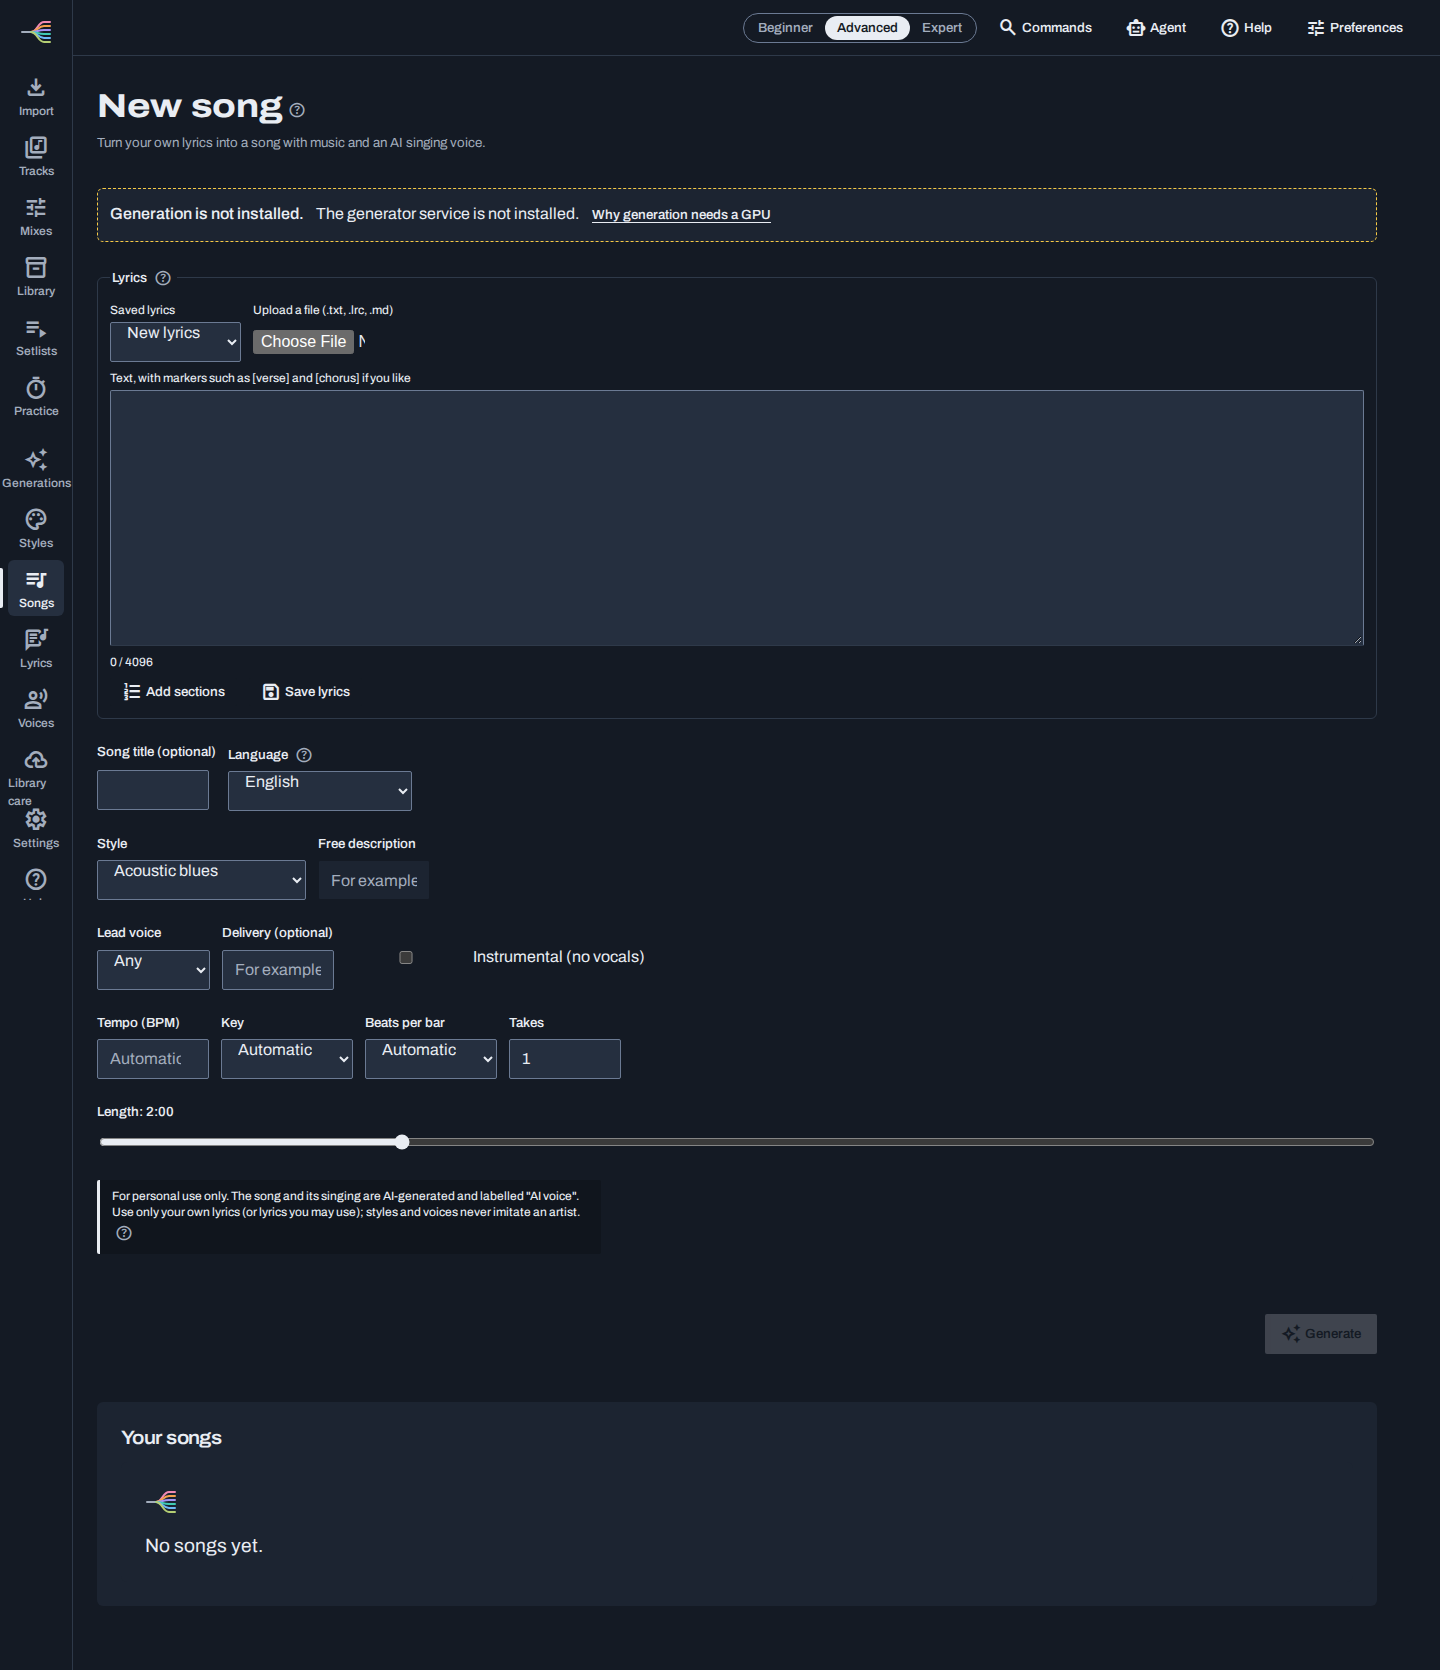 Beginner Advanced Expert Commands Agent Help Preferences
Import
Tracks
Mixes
Library
Setlists
Practice
Generations
Styles
Songs
Lyrics
Voices
Library
care
Settings
New song
Turn your own lyrics into a song with music and an AI singing voice.
Generation is not installed. The generator service is not installed. Why generation needs a GPU
Lyrics
Saved lyrics Upload a file (.txt, .lrc, .md)
New lyrics Choose File
Text, with markers such as [verse] and [chorus] if you like
0 / 4096
Add sections Save lyrics
Song title (optional) Language
English
Style Free description
Acoustic blues For example
Lead voice Delivery (optional)
Any For example Instrumental (no vocals)
Tempo (BPM) Key Beats per bar Takes
Automatic Automatic Automatic 1
Length: 2:00
For personal use only. The song and its singing are AI-generated and labelled "AI voice".
Use only your own lyrics (or lyrics you may use); styles and voices never imitate an artist.
Generate
Your songs
No songs yet.